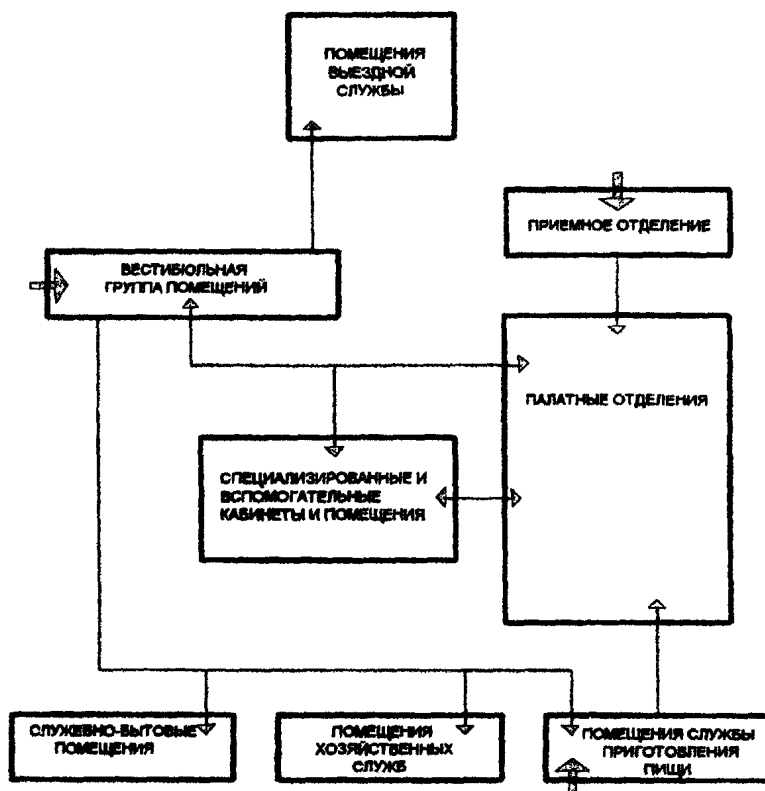 ПОМЕЩЕНИЯ
ВЫЕЗДНОЙ
СЛУЖБЫ
ПРИЕМНОЕ ОТДЕЛЕНИЕ
ВЕСТИБЮЛЬНАЯ
ГРУППА ПОМЕЩЕНИЙ
ПАЛАТНЫЕ ОТДЕЛЕНИЯ
СПЕЦИАЛИЗИРОВАННЫЕ И
ВСПОМОГАТЕЛЬНЫЕ
КАБИНЕТЫ И ПОМЕЩЕНИЯ
СЛУЖЕБНО-БЫТОВЫЕ
ПОМЕЩЕНИЯ
ПОМЕЩЕНИЯ
ХОЗЯЙСТВЕННЫХ
СЛУЖБ
ПОМЕЩЕНИЯ СЛУЖБЫ
ПРИГОТОВЛЕНИЯ
ПИЩИ